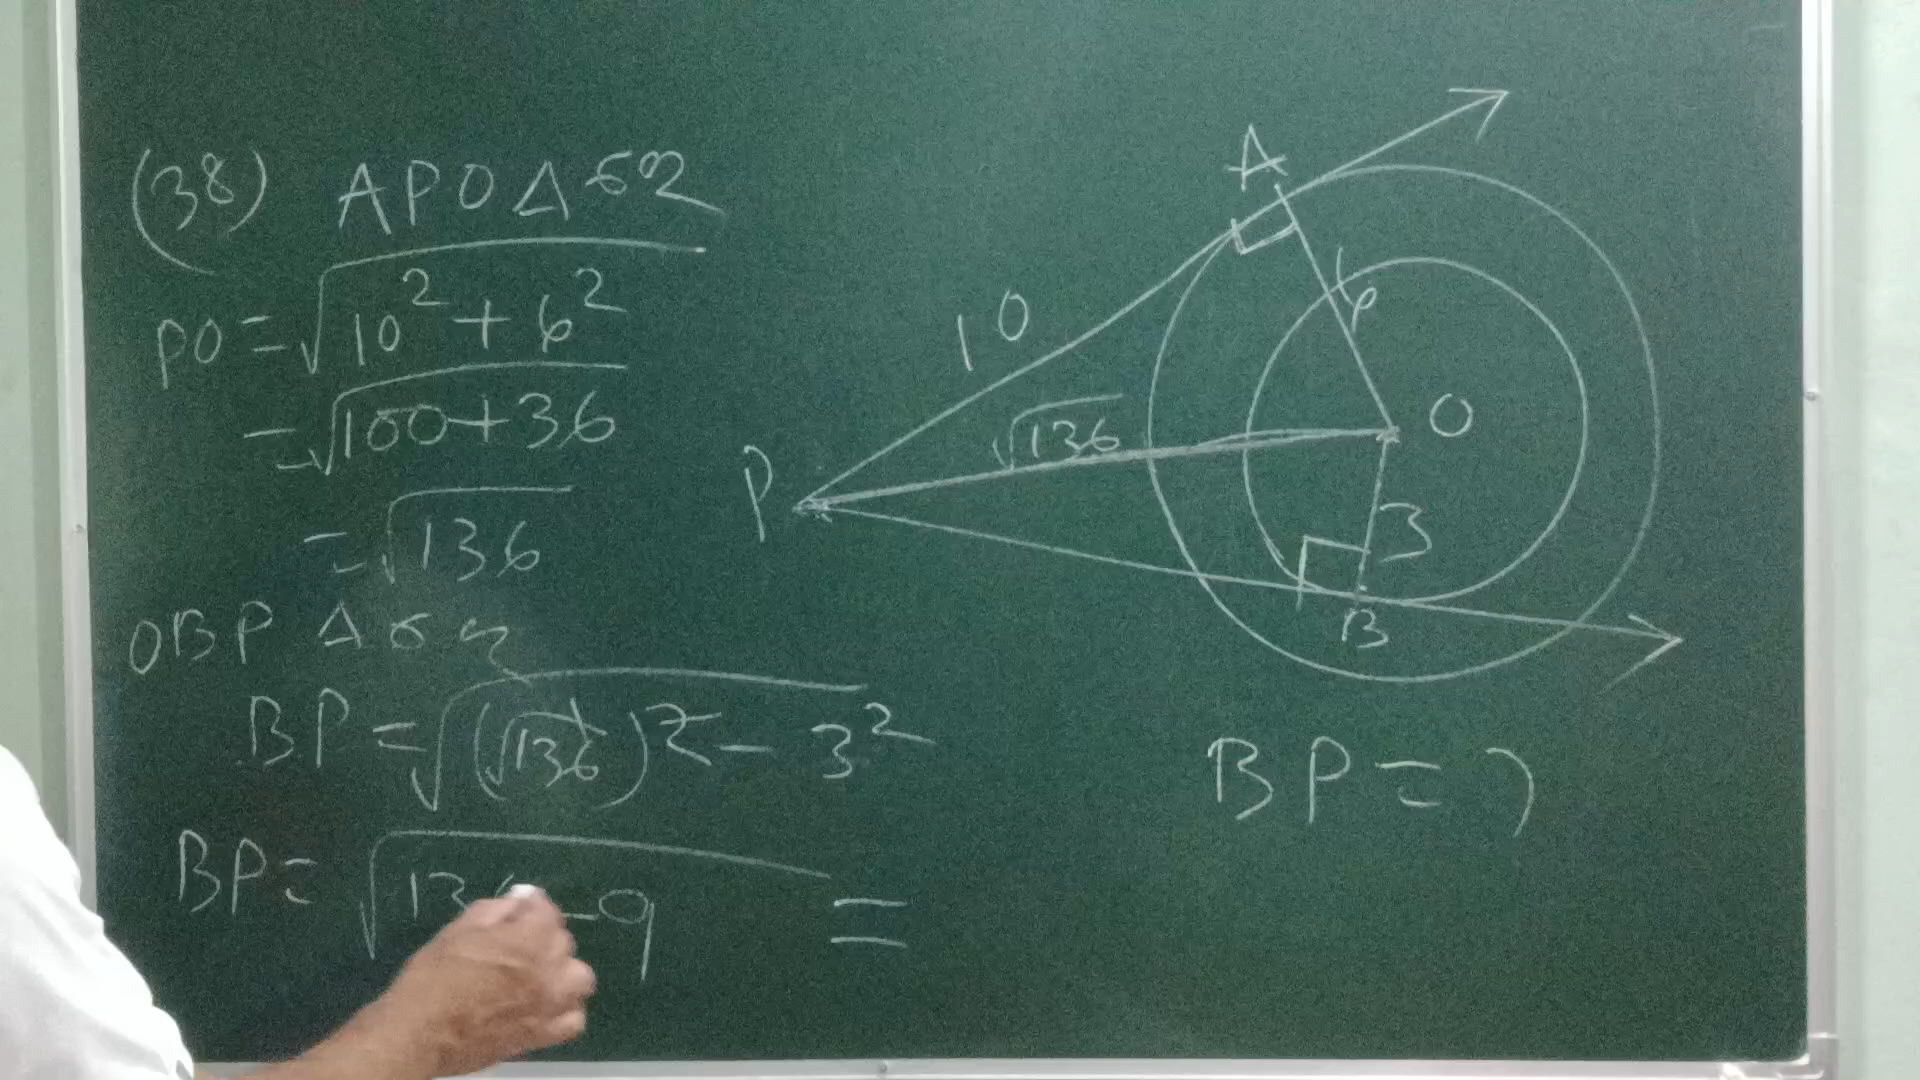 (38) APO Δ හි
PO = √10² + 6²
= √100 + 36
= √136
OBP Δ හි
BP = √(√136)² − 3²
BP = √136 − 9 =
A
10
6
√136
O
P
3
B
BP = ?